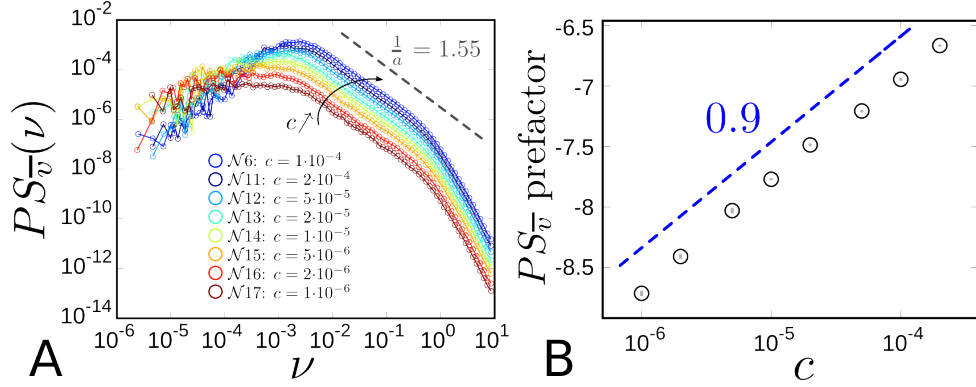 10⁻²
10⁻⁴
10⁻⁶
10⁻⁸
10⁻¹⁰
10⁻¹²
10⁻¹⁴
PS_v̅(ν)
1/a = 1.55
c↗
𝒩6: c = 1·10⁻⁴
𝒩11: c = 2·10⁻⁴
𝒩12: c = 5·10⁻⁵
𝒩13: c = 2·10⁻⁵
𝒩14: c = 1·10⁻⁵
𝒩15: c = 5·10⁻⁶
𝒩16: c = 2·10⁻⁶
𝒩17: c = 1·10⁻⁶
10⁻⁶ 10⁻⁵ 10⁻⁴ 10⁻³ 10⁻² 10⁻¹ 10⁰ 10¹
A
ν
-6.5
-7
-7.5
-8
-8.5
PS_v̅ prefactor
0.9
10⁻⁶ 10⁻⁵ 10⁻⁴
B
c